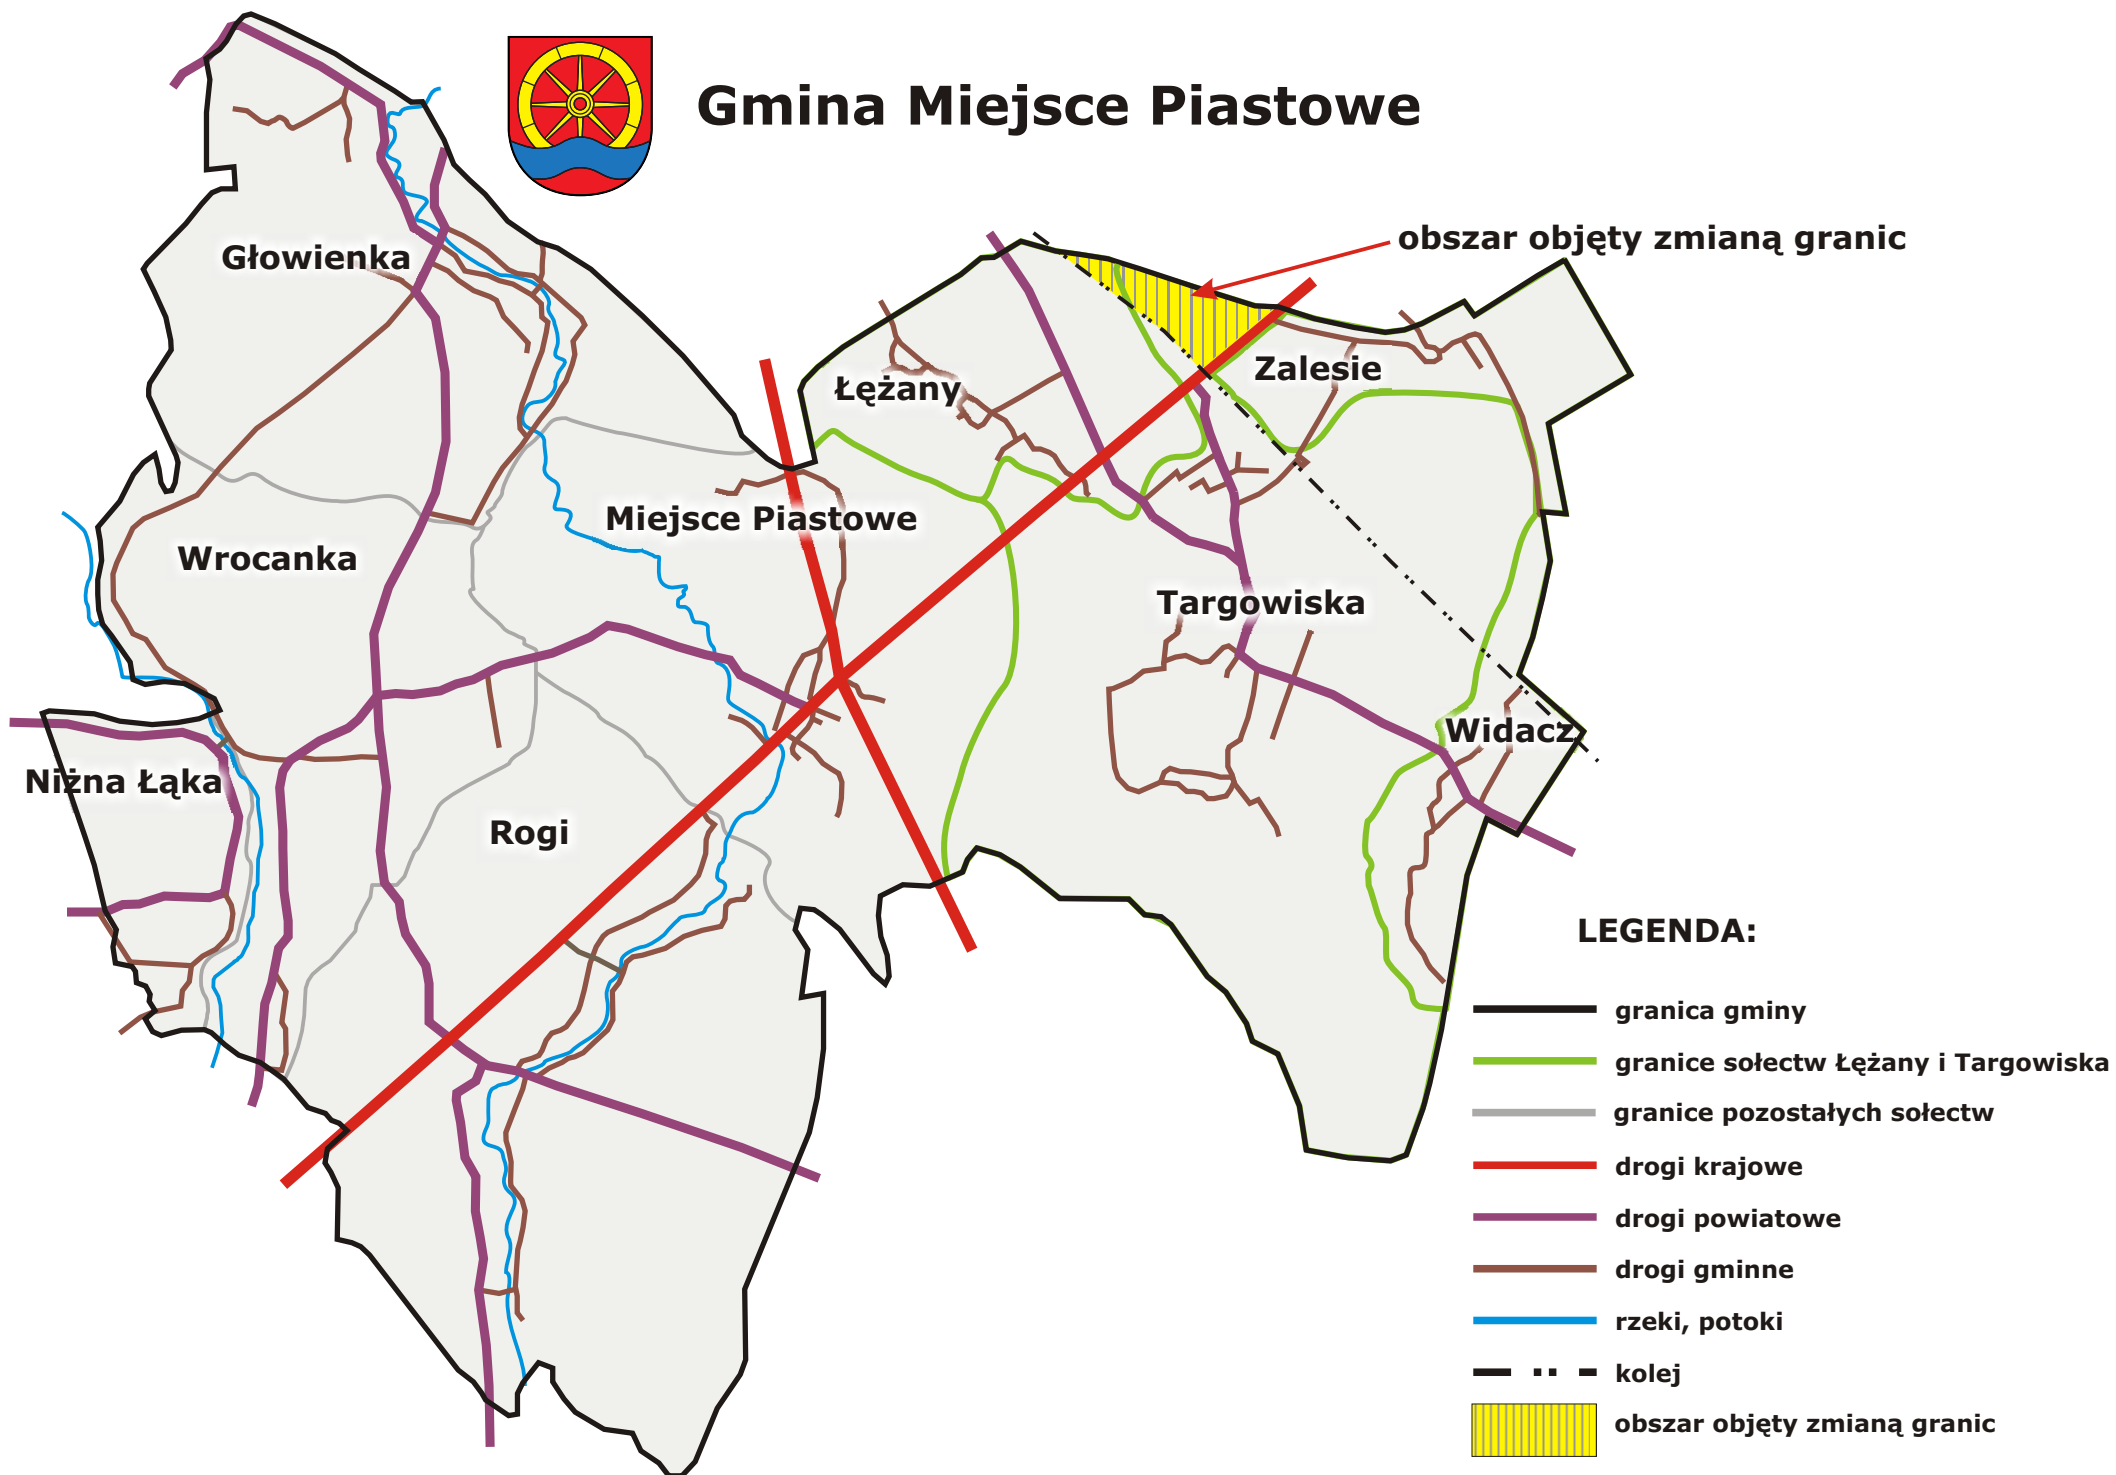 Gmina Miejsce Piastowe
obszar objęty zmianą granic
Głowienka
Zalesie
Łężany
Miejsce Piastowe
Wrocanka
Targowiska
Widacz
Niżna Łąka
Rogi
LEGENDA:
granica gminy
granice sołectw Łężany i Targowiska
granice pozostałych sołectw
drogi krajowe
drogi powiatowe
drogi gminne
rzeki, potoki
kolej
obszar objęty zmianą granic